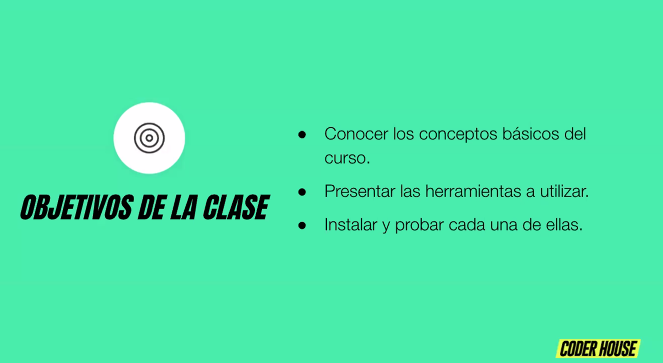 OBJETIVOS DE LA CLASE
● Conocer los conceptos básicos del
curso.
● Presentar las herramientas a utilizar.
● Instalar y probar cada una de ellas.
CODER HOUSE